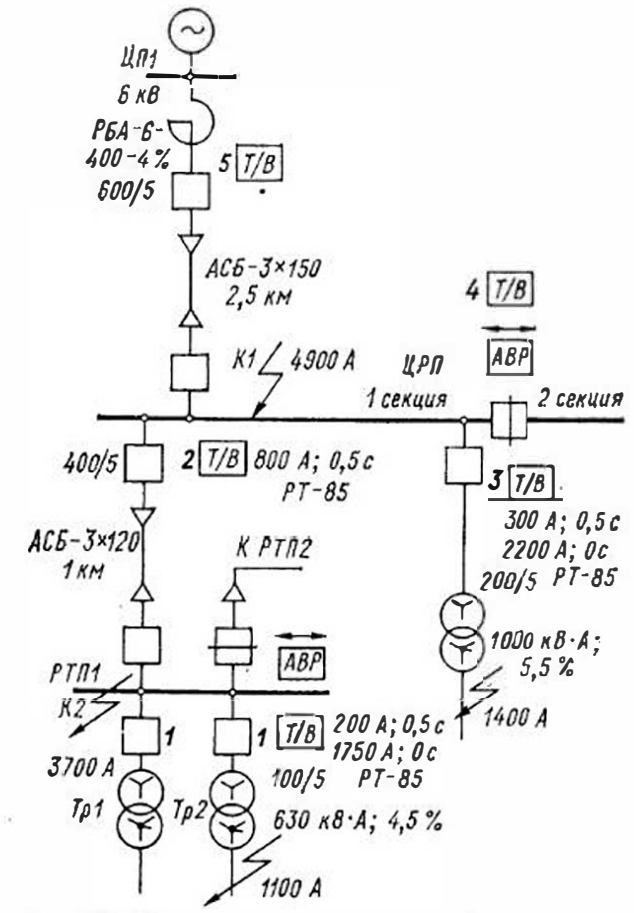 ЦП1
6 кВ
РБА-6-
400-4%
600/5
5 Т/В
АСБ-3×150
2,5 км
4 Т/В
АВР
К1
4900 А
ЦРП
1 секция
2 секция
400/5
2 Т/В 800 А; 0,5 с
РТ-85
3 Т/В
300 А; 0,5 с
2200 А; 0 с
200/5 РТ-85
АСБ-3×120
1 км
К РТП2
АВР
1000 кВ·А;
5,5 %
1400 А
РТП1
К2
1
1 Т/В 200 А; 0,5 с
1750 А; 0 с
3700 А
100/5 РТ-85
Тр1
Тр2
630 кВ·А; 4,5 %
1100 А